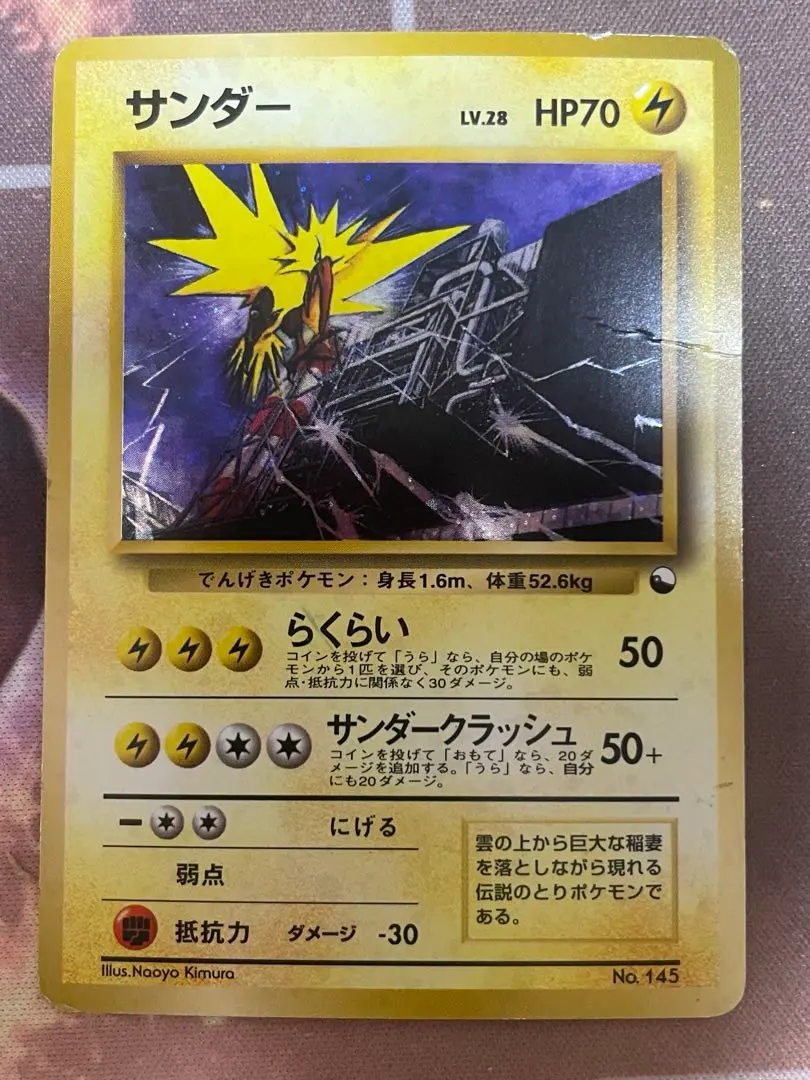 サンダー LV.28 HP70
でんげきポケモン：身長1.6m、体重52.6kg
らくらい 50
コインを投げて「うら」なら、自分の場のポケ
モンから1匹を選び、そのポケモンにも、弱
点･抵抗力に関係なく30ダメージ。
サンダークラッシュ 50+
コインを投げて「おもて」なら、20ダ
メージを追加する。「うら」なら、自分
にも20ダメージ。
にげる
弱点
抵抗力 ダメージ -30
雲の上から巨大な稲妻
を落としながら現れる
伝説のとりポケモンで
ある。
Illus.Naoyo Kimura
No. 145